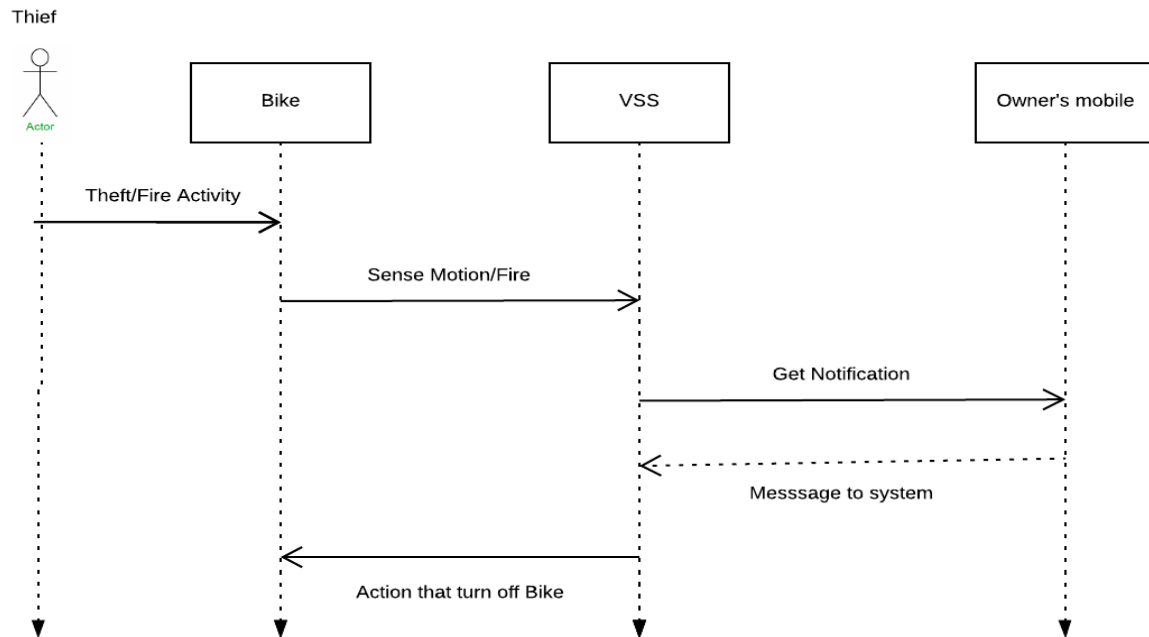 Thief
Actor
Bike
VSS
Owner's mobile
Theft/Fire Activity
Sense Motion/Fire
Get Notification
Messsage to system
Action that turn off Bike